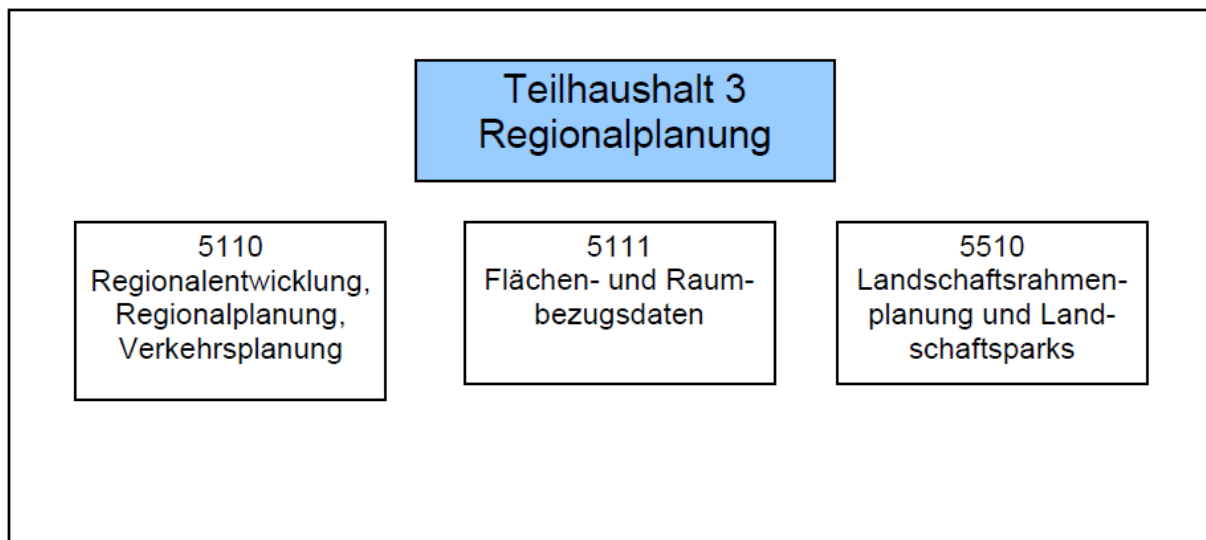 Teilhaushalt 3
Regionalplanung
5110
Regionalentwicklung,
Regionalplanung,
Verkehrsplanung
5111
Flächen- und Raum-
bezugsdaten
5510
Landschaftsrahmen-
planung und Land-
schaftsparks